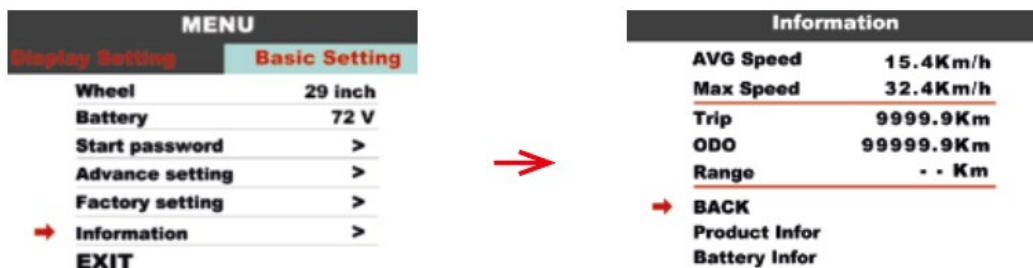 MENU
Display Setting Basic Setting
Wheel 29 inch
Battery 72 V
Start password >
Advance setting >
Factory setting >
Information >
EXIT
Information
AVG Speed 15.4Km/h
Max Speed 32.4Km/h
Trip 9999.9Km
ODO 99999.9Km
Range - - Km
BACK
Product Infor
Battery Infor